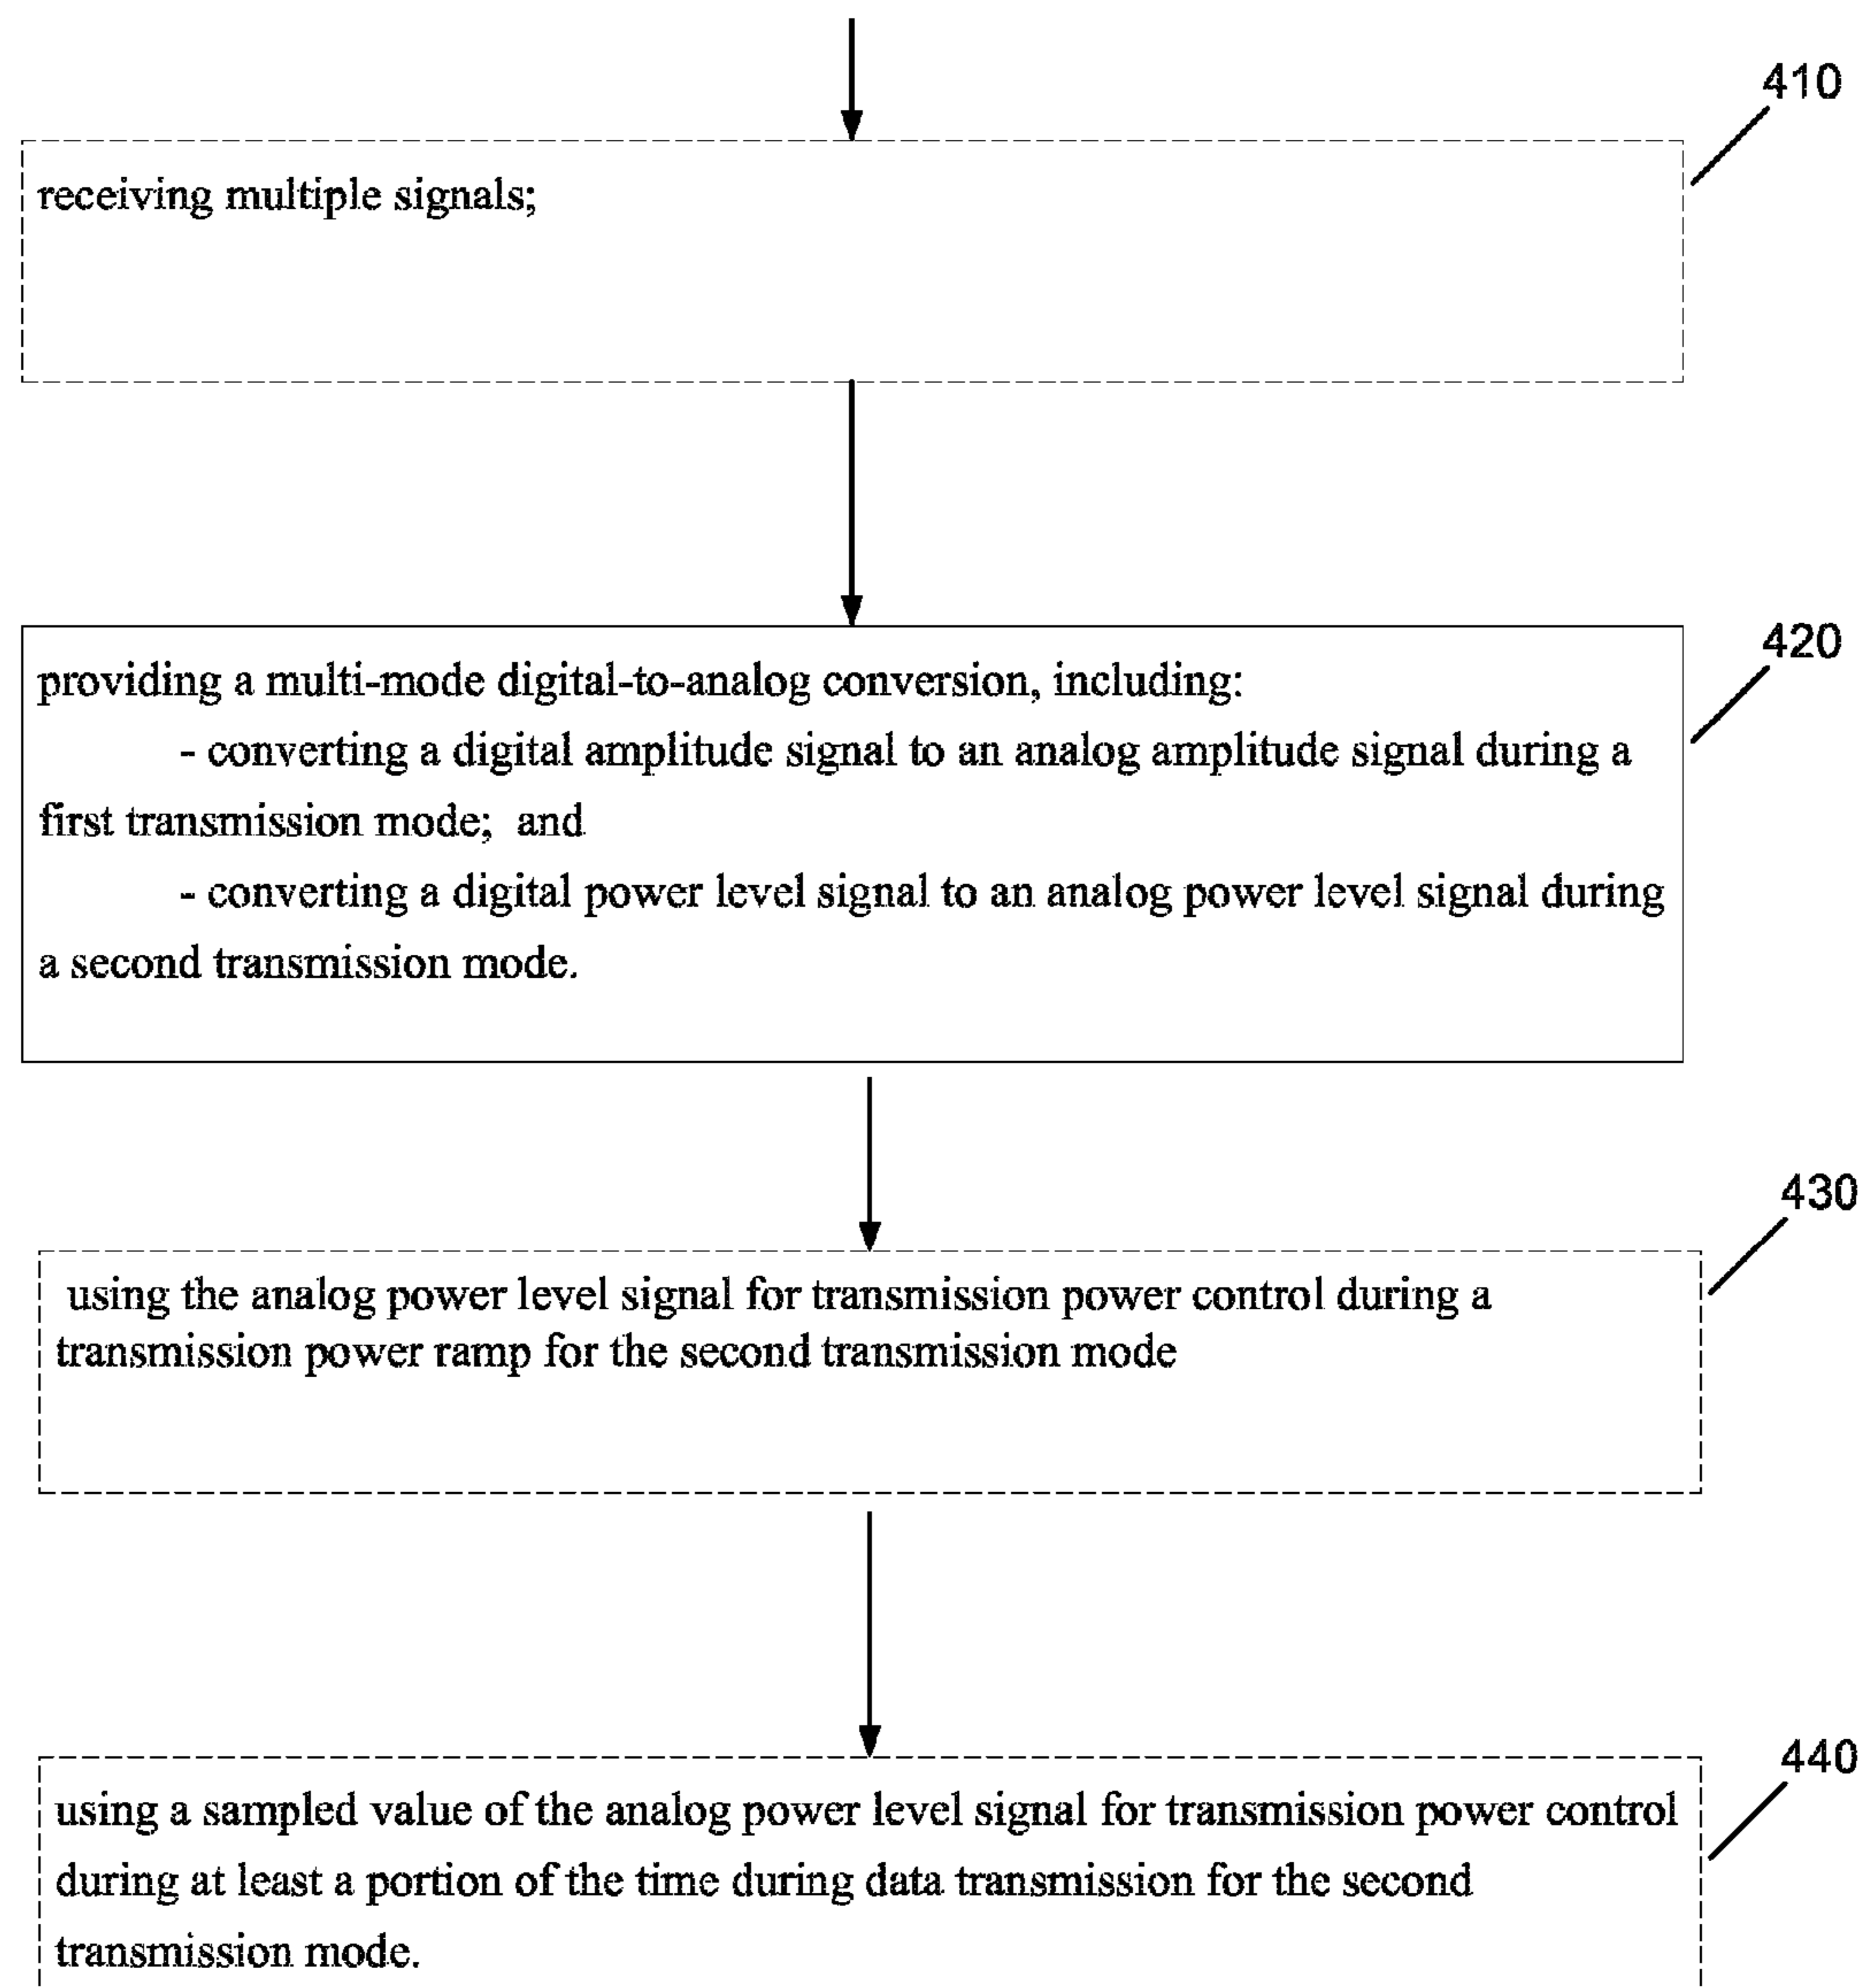 410
receiving multiple signals;
420
providing a multi-mode digital-to-analog conversion, including:
- converting a digital amplitude signal to an analog amplitude signal during a
first transmission mode; and
- converting a digital power level signal to an analog power level signal during
a second transmission mode.
430
using the analog power level signal for transmission power control during a
transmission power ramp for the second transmission mode
440
using a sampled value of the analog power level signal for transmission power control
during at least a portion of the time during data transmission for the second
transmission mode.